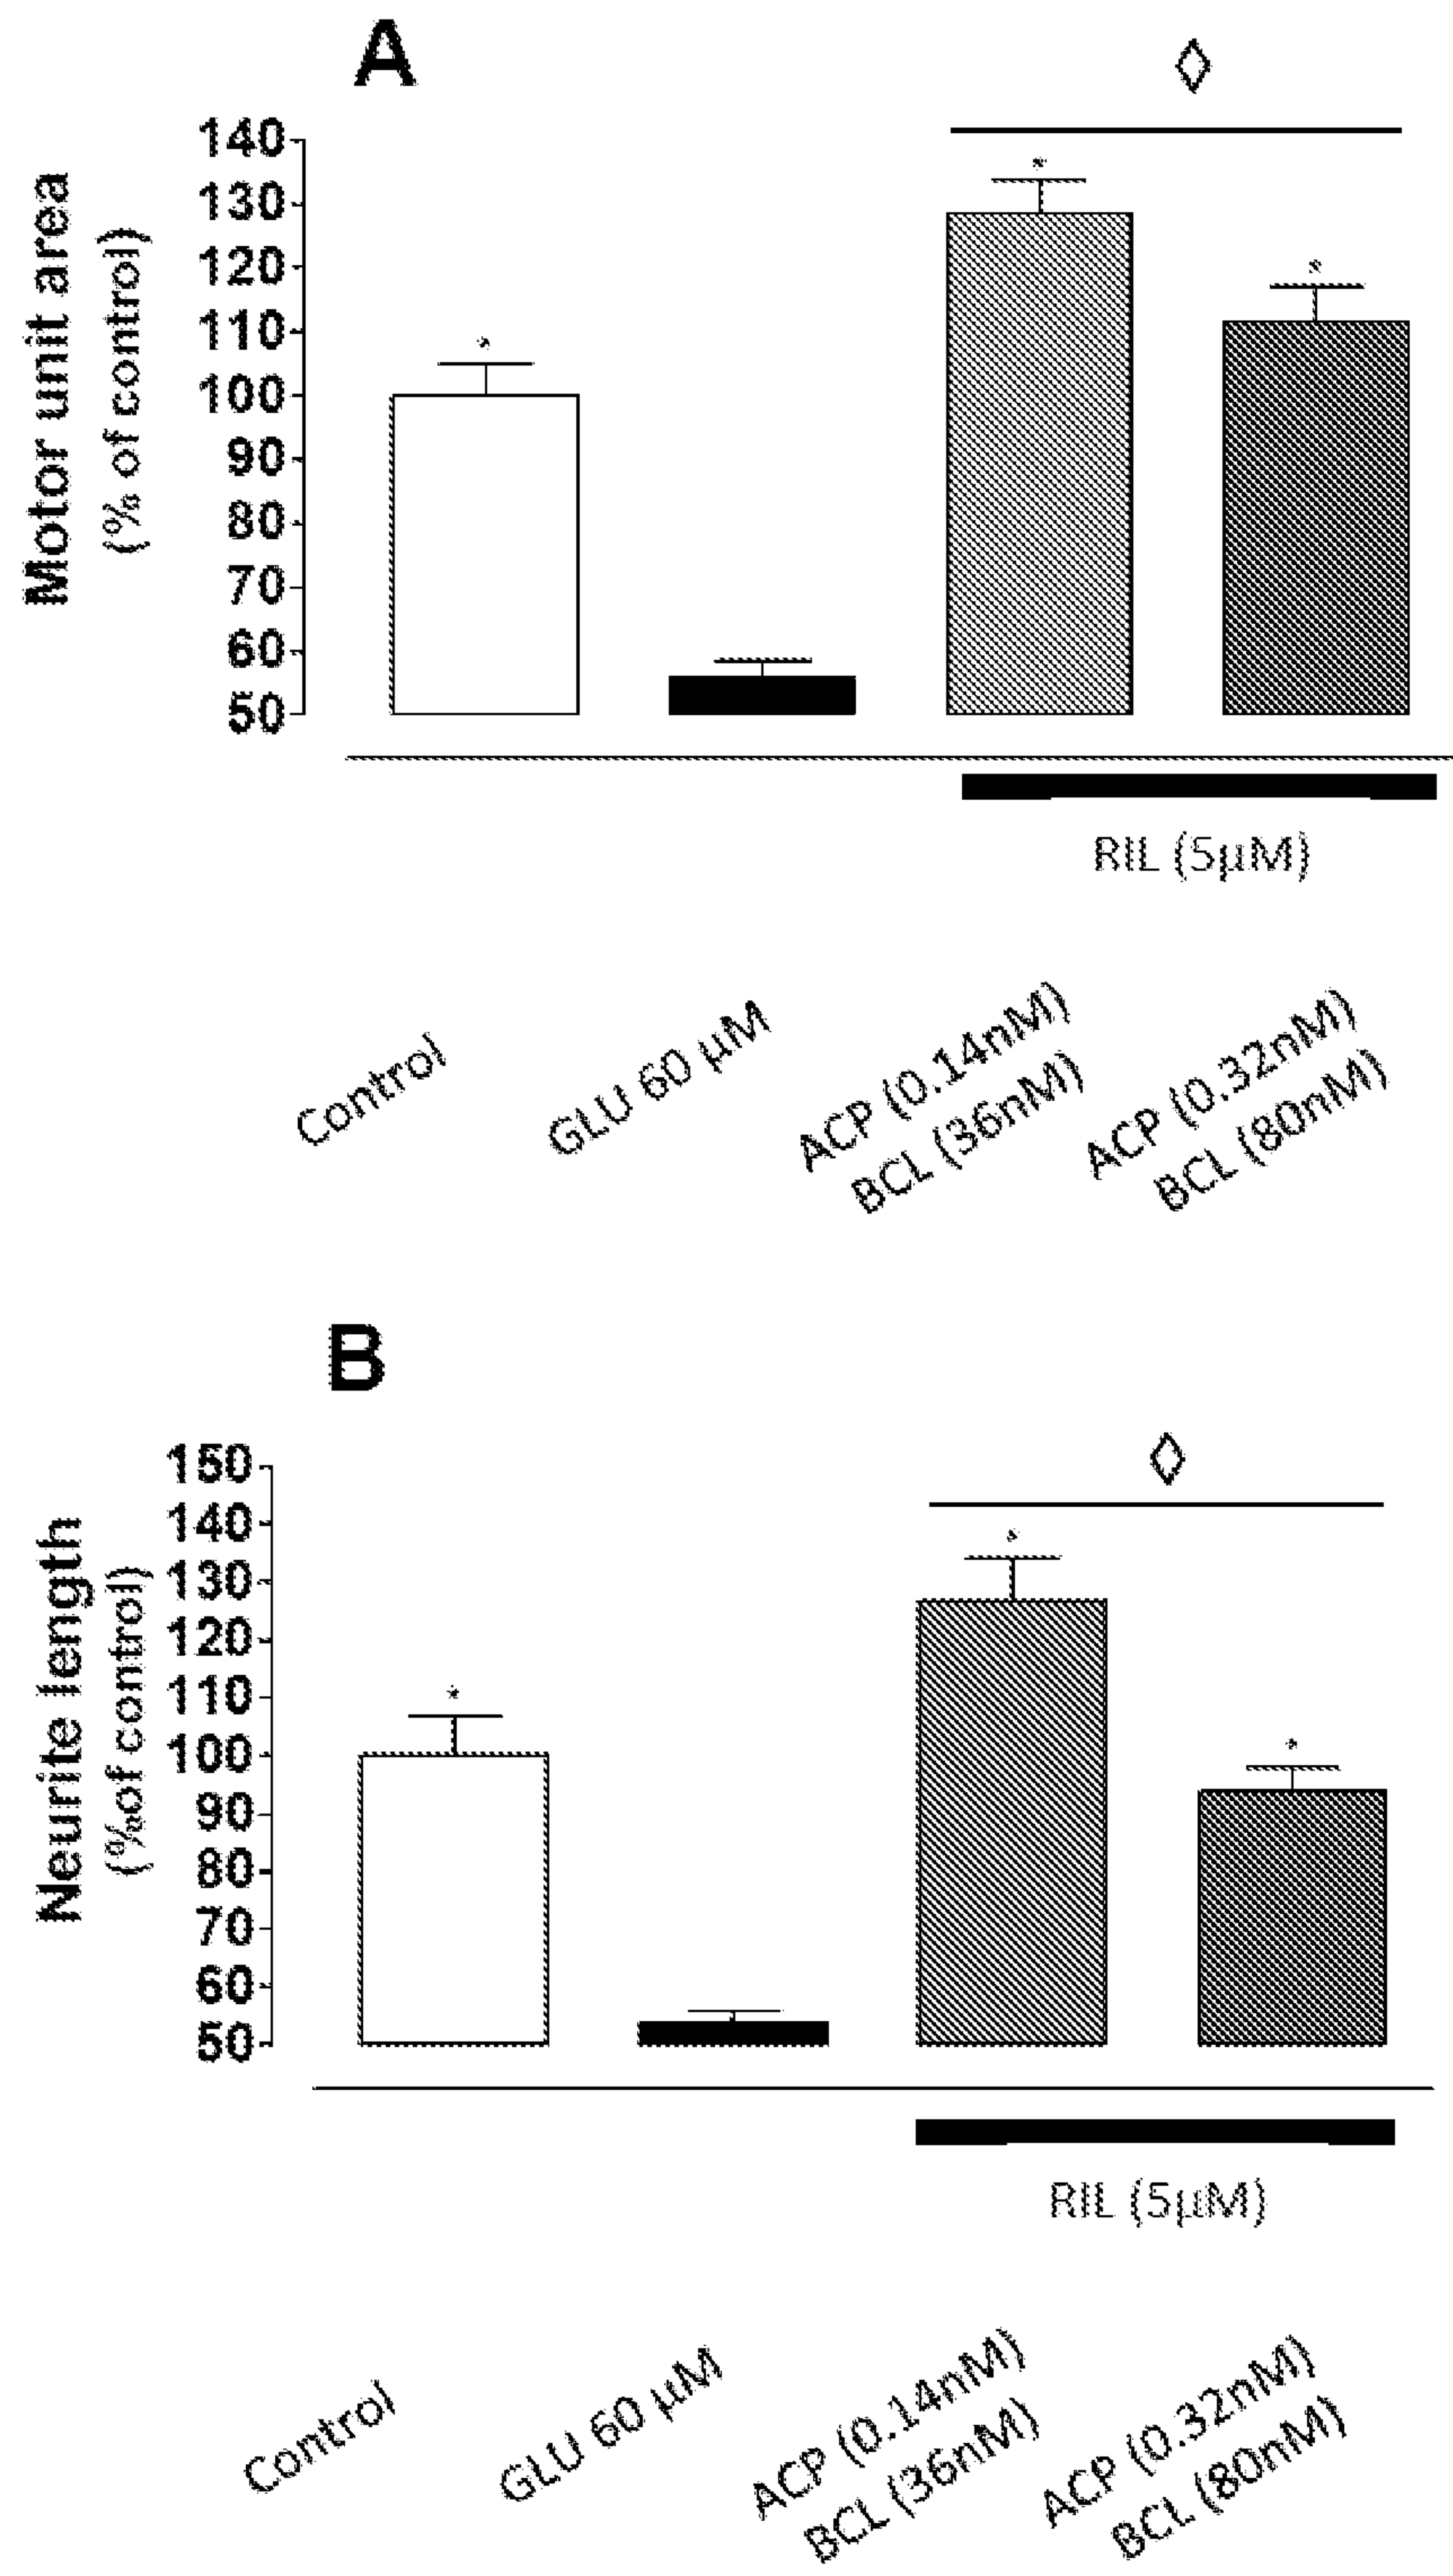 A
◊
Motor unit area
(% of control)
140
130
120
110
100
90
80
70
60
50
*
*
*
RIL (5µM)
Control
GLU 60 µM
ACP (0.14nM)
BCL (36nM)
ACP (0.32nM)
BCL (80nM)
B
◊
Neurite length
(%of control)
150
140
130
120
110
100
90
80
70
60
50
*
*
*
RIL (5µM)
Control
GLU 60 µM
ACP (0.14nM)
BCL (36nM)
ACP (0.32nM)
BCL (80nM)